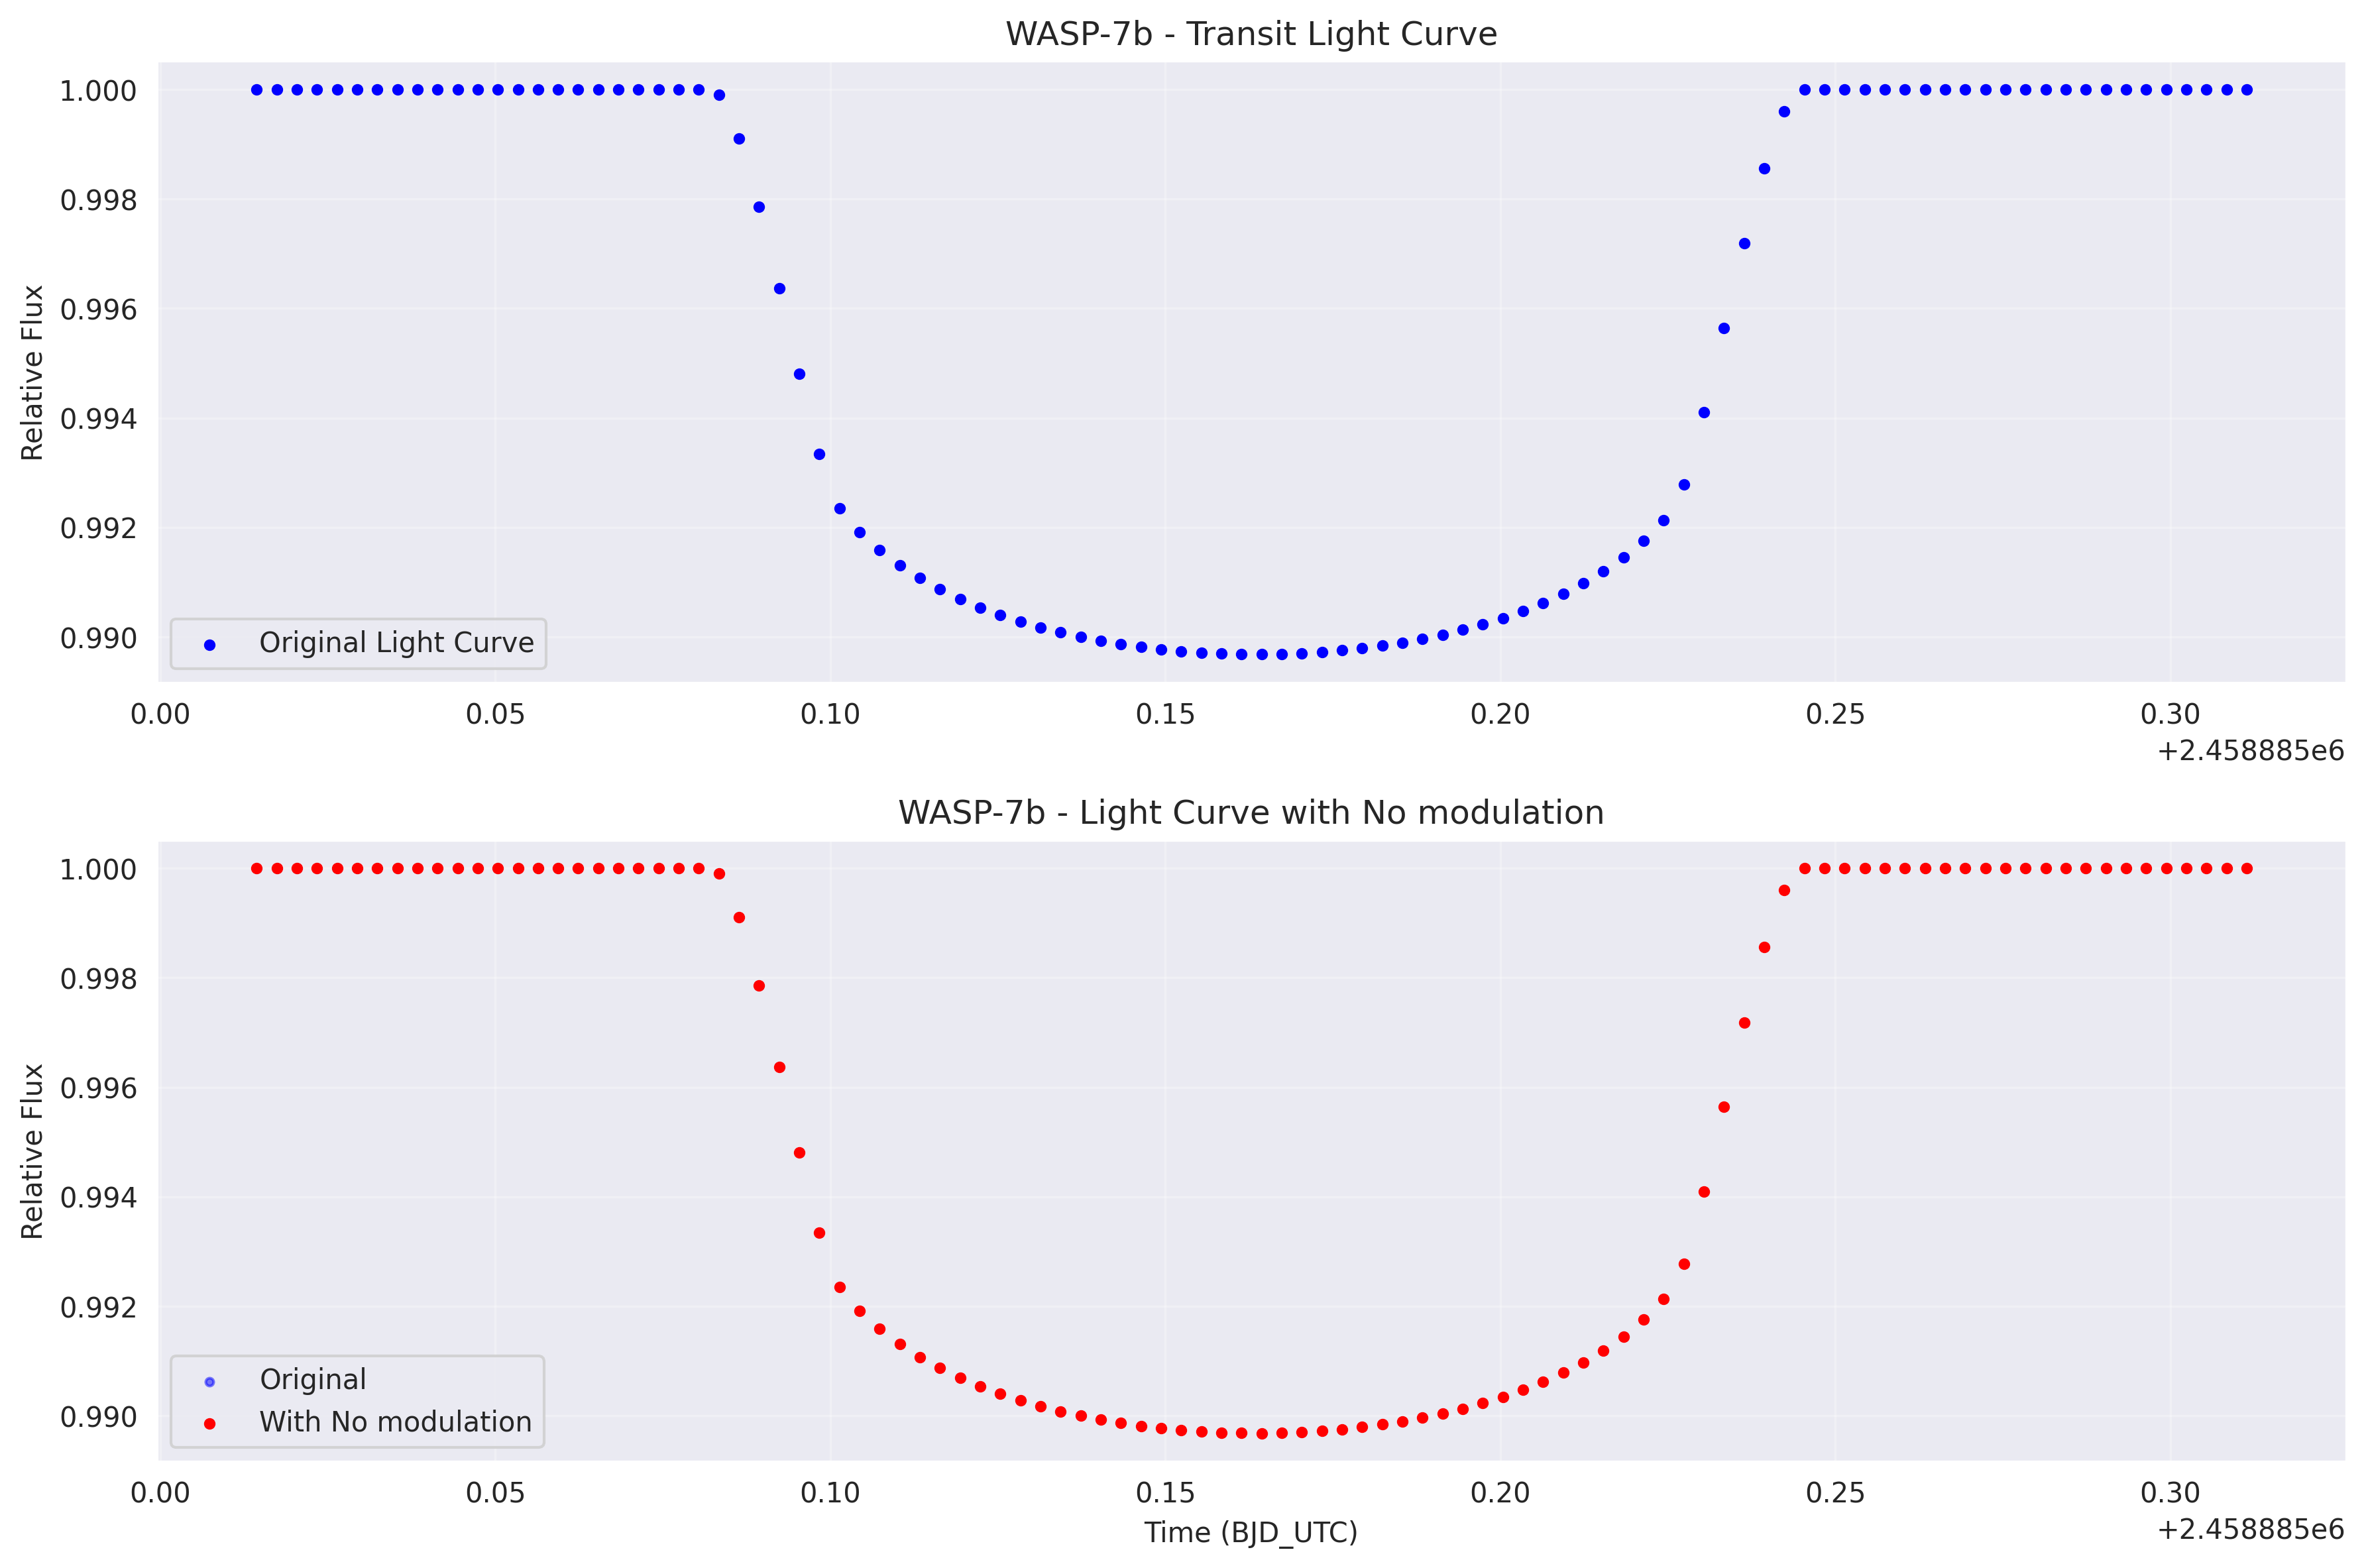 WASP-7b - Transit Light Curve
1.000
0.998
0.996
0.994
0.992
0.990
Relative Flux
Original Light Curve
0.00 0.05 0.10 0.15 0.20 0.25 0.30
+2.458885e6
WASP-7b - Light Curve with No modulation
1.000
0.998
0.996
0.994
0.992
0.990
Relative Flux
Original
With No modulation
0.00 0.05 0.10 0.15 0.20 0.25 0.30
Time (BJD_UTC)
+2.458885e6